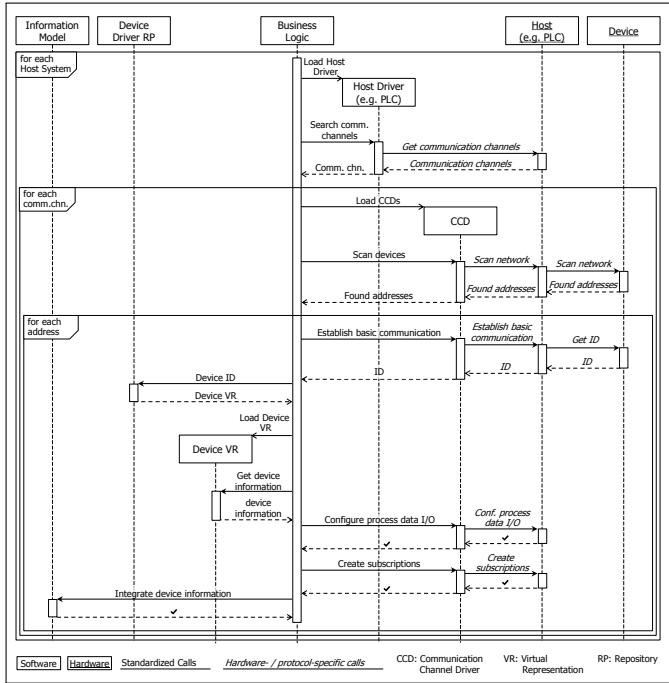 Information
Model
Device
Driver RP
Business
Logic
Host
(e.g. PLC)
Device
for each
Host System
Load Host
Driver
Host Driver
(e.g. PLC)
Search comm.
channels
Get communication channels
Comm. chn.
Communication channels
for each
comm.chn.
Load CCDs
CCD
Scan devices
Scan network
Scan network
Found addresses
Found addresses
Found addresses
for each
address
Establish basic communication
Establish basic
communication
Get ID
ID
ID
ID
Device ID
Device VR
Load Device
VR
Device VR
Get device
information
device
information
Configure process data I/O
Conf. process
data I/O
✓
✓
Create subscriptions
Create
subscriptions
✓
✓
Integrate device information
✓
Software
Hardware
Standardized Calls
Hardware- / protocol-specific calls
CCD: Communication
Channel Driver
VR: Virtual
Representation
RP: Repository